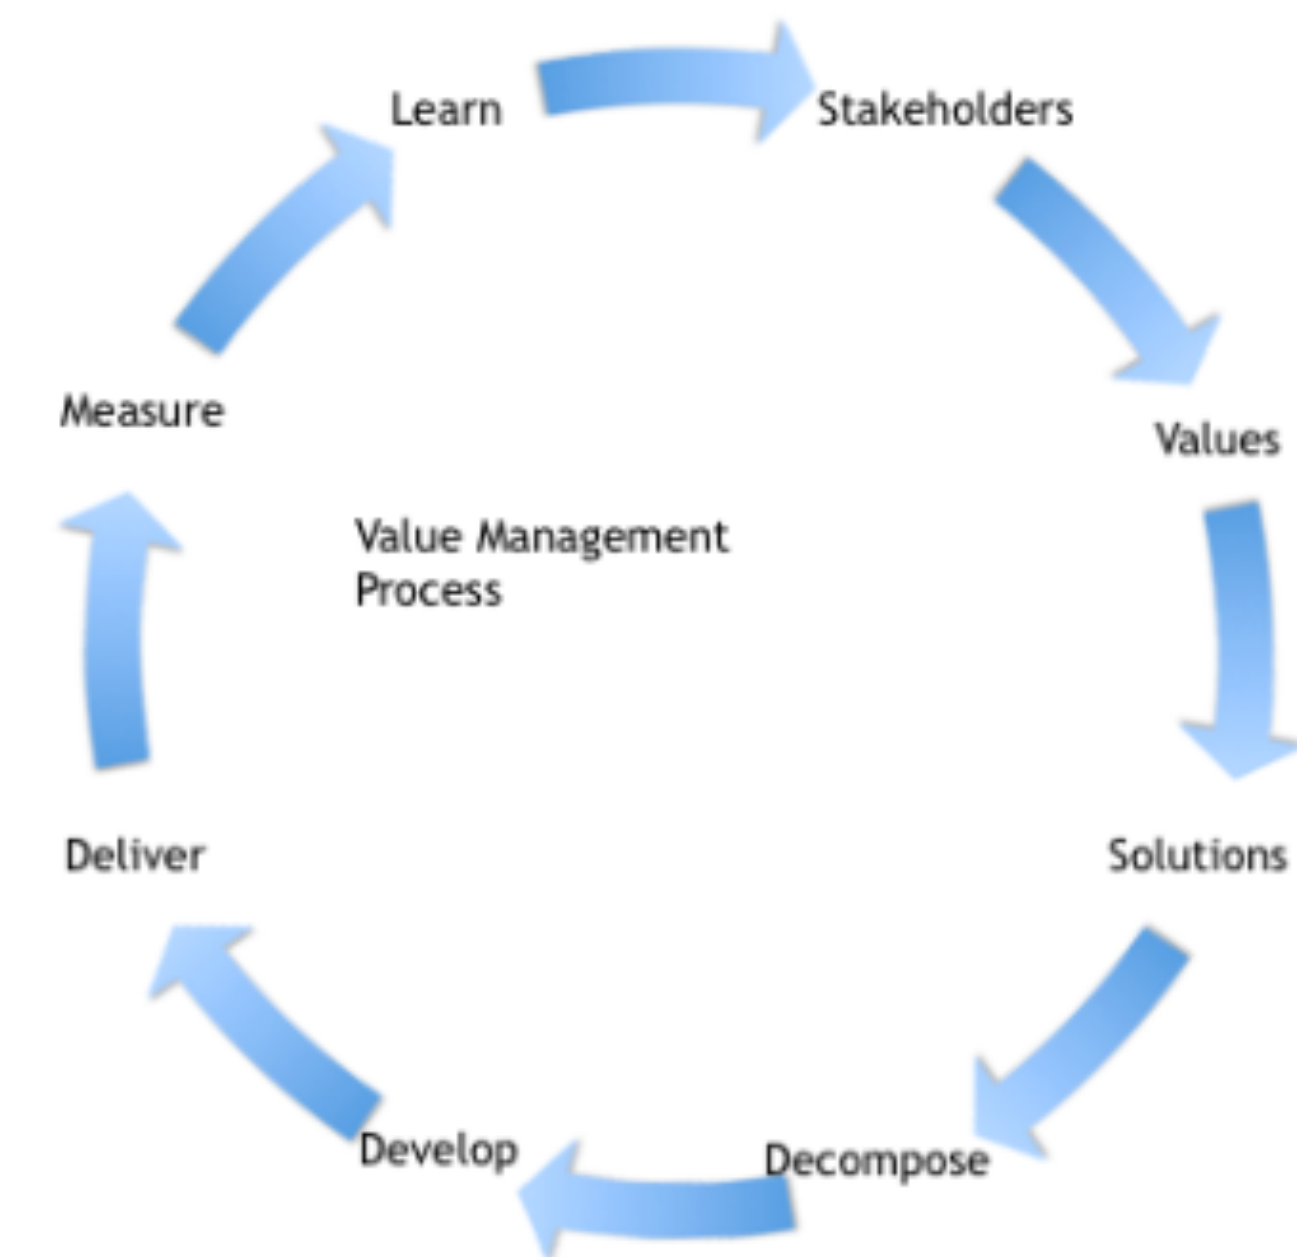 Learn
Stakeholders
Measure
Values
Value Management
Process
Deliver
Solutions
Develop
Decompose